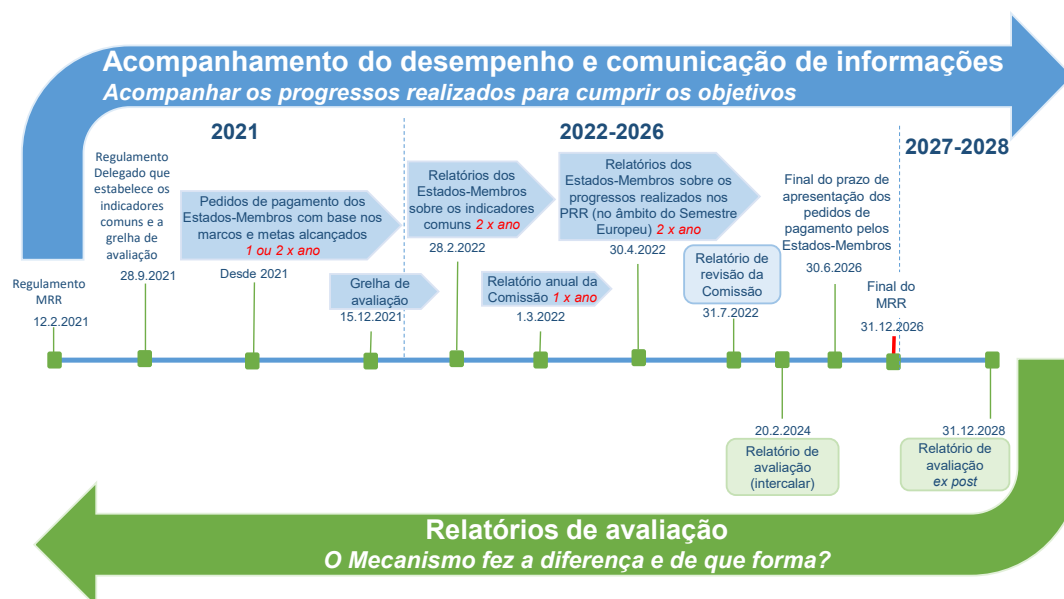 Acompanhamento do desempenho e comunicação de informações
Acompanhar os progressos realizados para cumprir os objetivos
2021
2022-2026
2027-2028
Regulamento
MRR
12.2.2021
Regulamento
Delegado que
estabelece os
indicadores
comuns e a
grelha de
avaliação
28.9.2021
Pedidos de pagamento dos
Estados-Membros com base nos
marcos e metas alcançados
1 ou 2 x ano
Desde 2021
Grelha de
avaliação
15.12.2021
Relatórios dos
Estados-Membros
sobre os indicadores
comuns 2 x ano
28.2.2022
Relatório anual da
Comissão 1 x ano
1.3.2022
Relatórios dos
Estados-Membros sobre os
progressos realizados nos
PRR (no âmbito do Semestre
Europeu) 2 x ano
30.4.2022
Relatório de
revisão da
Comissão
31.7.2022
Final do prazo de
apresentação dos
pedidos de
pagamento pelos
Estados-Membros
30.6.2026
Final do
MRR
31.12.2026
20.2.2024
Relatório de
avaliação
(intercalar)
31.12.2028
Relatório de
avaliação
ex post
Relatórios de avaliação
O Mecanismo fez a diferença e de que forma?